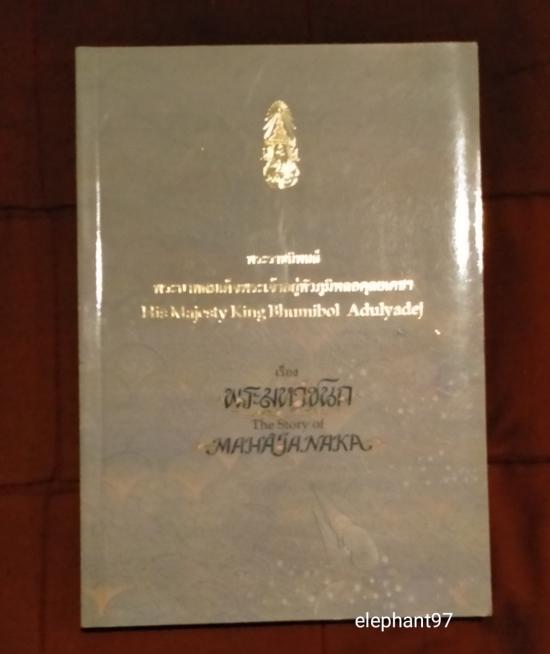 พระราชนิพนธ์
พระบาทสมเด็จพระเจ้าอยู่หัวภูมิพลอดุลยเดชฯ
His Majesty King Bhumibol Adulyadej
เรื่อง
พระมหาชนก
The Story of
MAHAJANAKA
elephant97